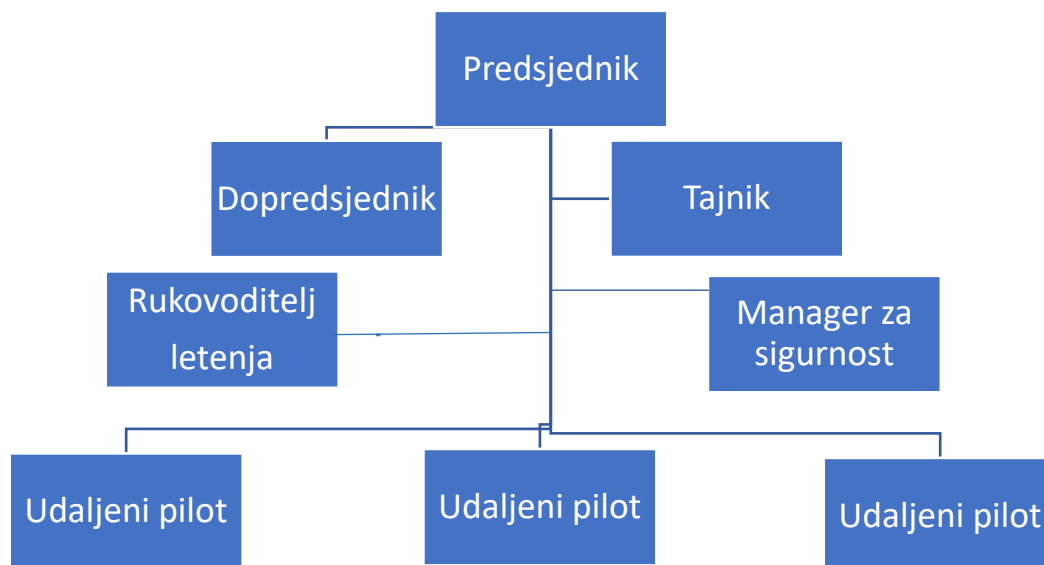 Predsjednik
Dopredsjednik
Tajnik
Rukovoditelj
letenja
Manager za
sigurnost
Udaljeni pilot
Udaljeni pilot
Udaljeni pilot